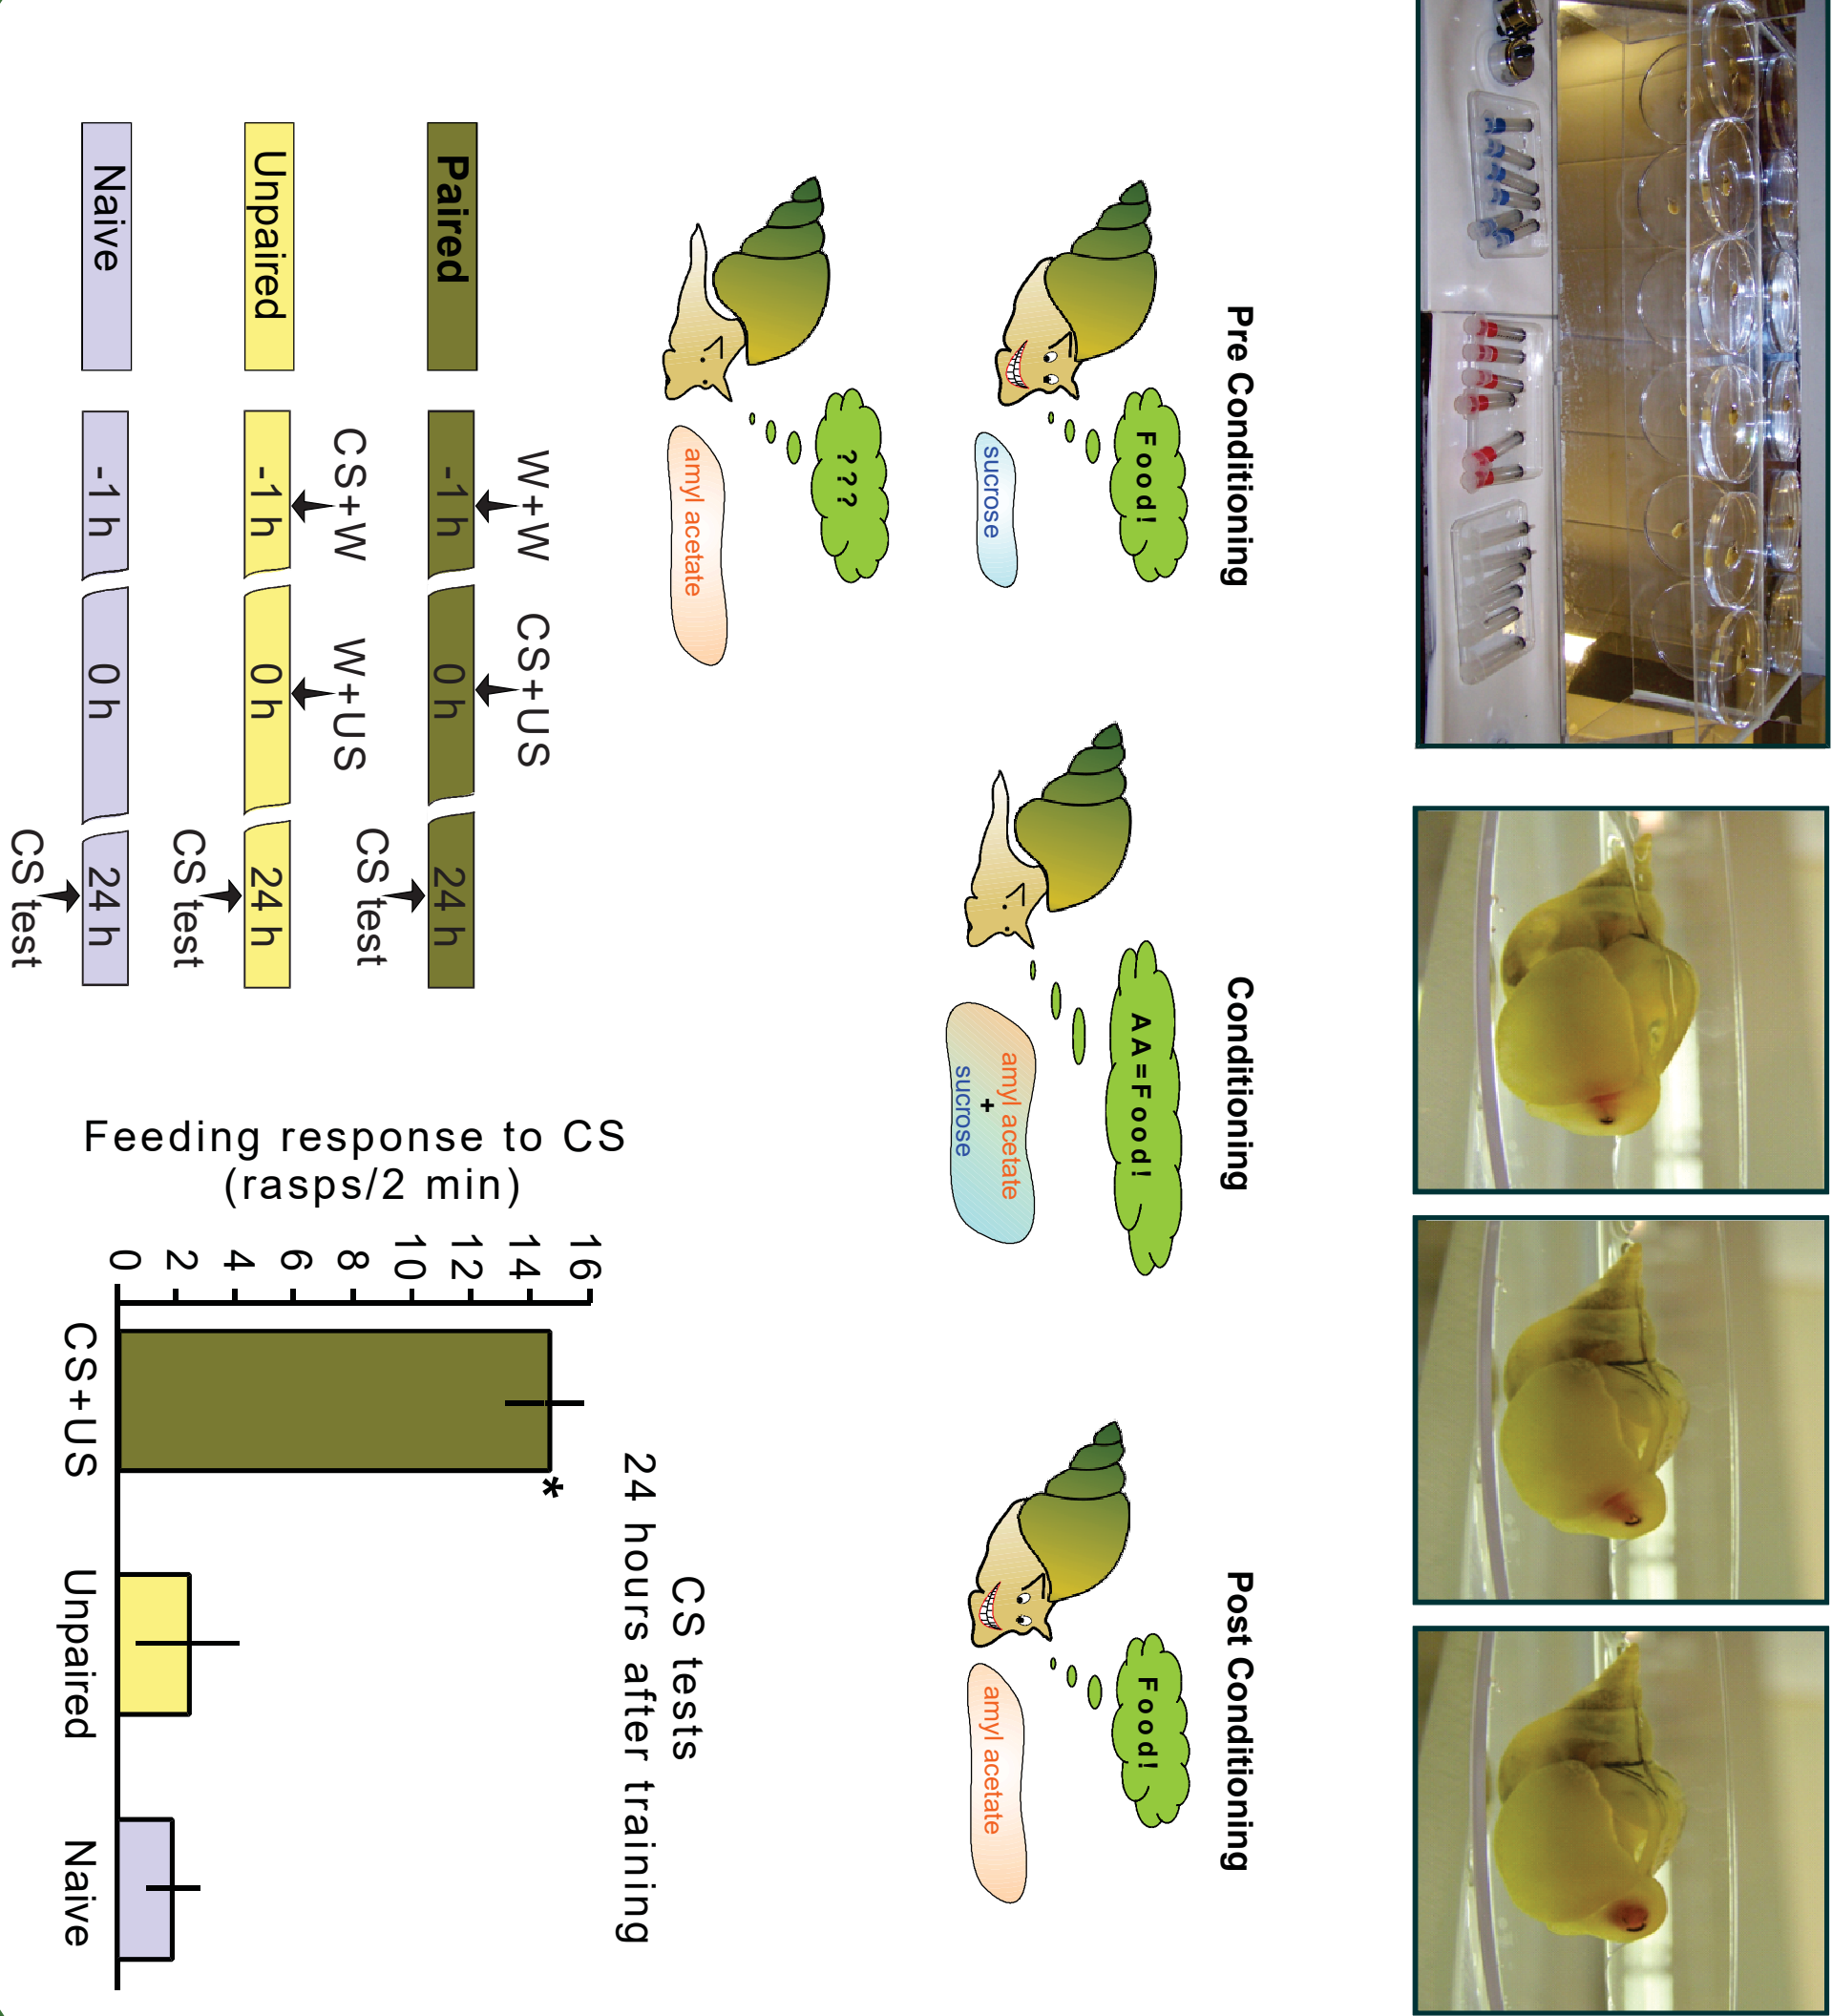 Pre Conditioning
Conditioning
Post Conditioning
Food!
sucrose
???
amyl acetate
AA=Food!
amyl acetate
+
sucrose
Food!
amyl acetate
W+W
CS+US
Paired
-1 h
0 h
24 h
CS test
CS+W
W+US
Unpaired
-1 h
0 h
24 h
CS test
Naive
-1 h
0 h
24 h
CS test
CS tests
24 hours after training
Feeding response to CS
(rasps/2 min)
16
14
12
10
8
6
4
2
0
*
CS+US
Unpaired
Naive